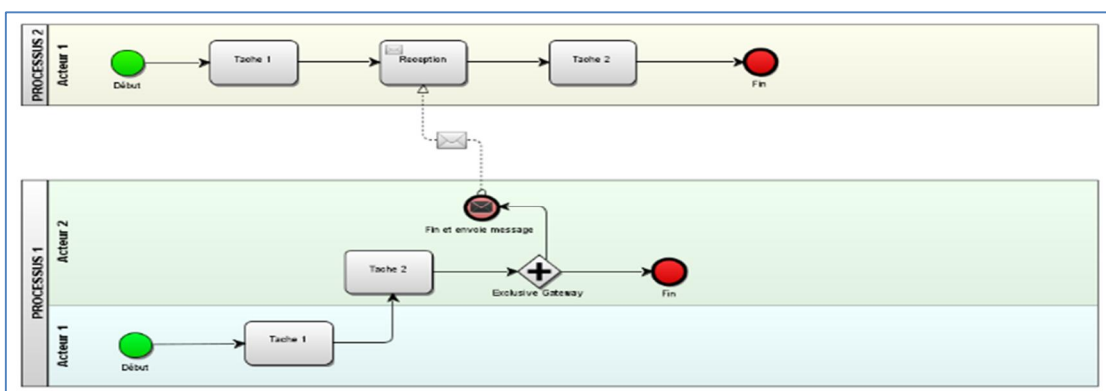 PROCESSUS 2
Acteur 1
Début
Tache 1
Reception
Tache 2
Fin
PROCESSUS 1
Acteur 2
Fin et envoie message
Tache 2
Exclusive Gateway
Fin
Acteur 1
Début
Tache 1